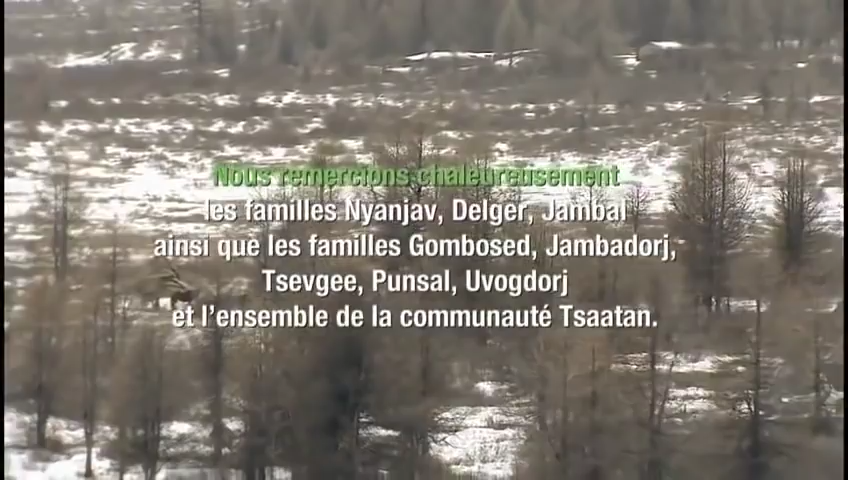 Nous remercions chaleureusement
les familles Nyanjav, Delger, Jambal
ainsi que les familles Gombosed, Jambadorj,
Tsevgee, Punsal, Uvogdorj
et l'ensemble de la communauté Tsaatan.